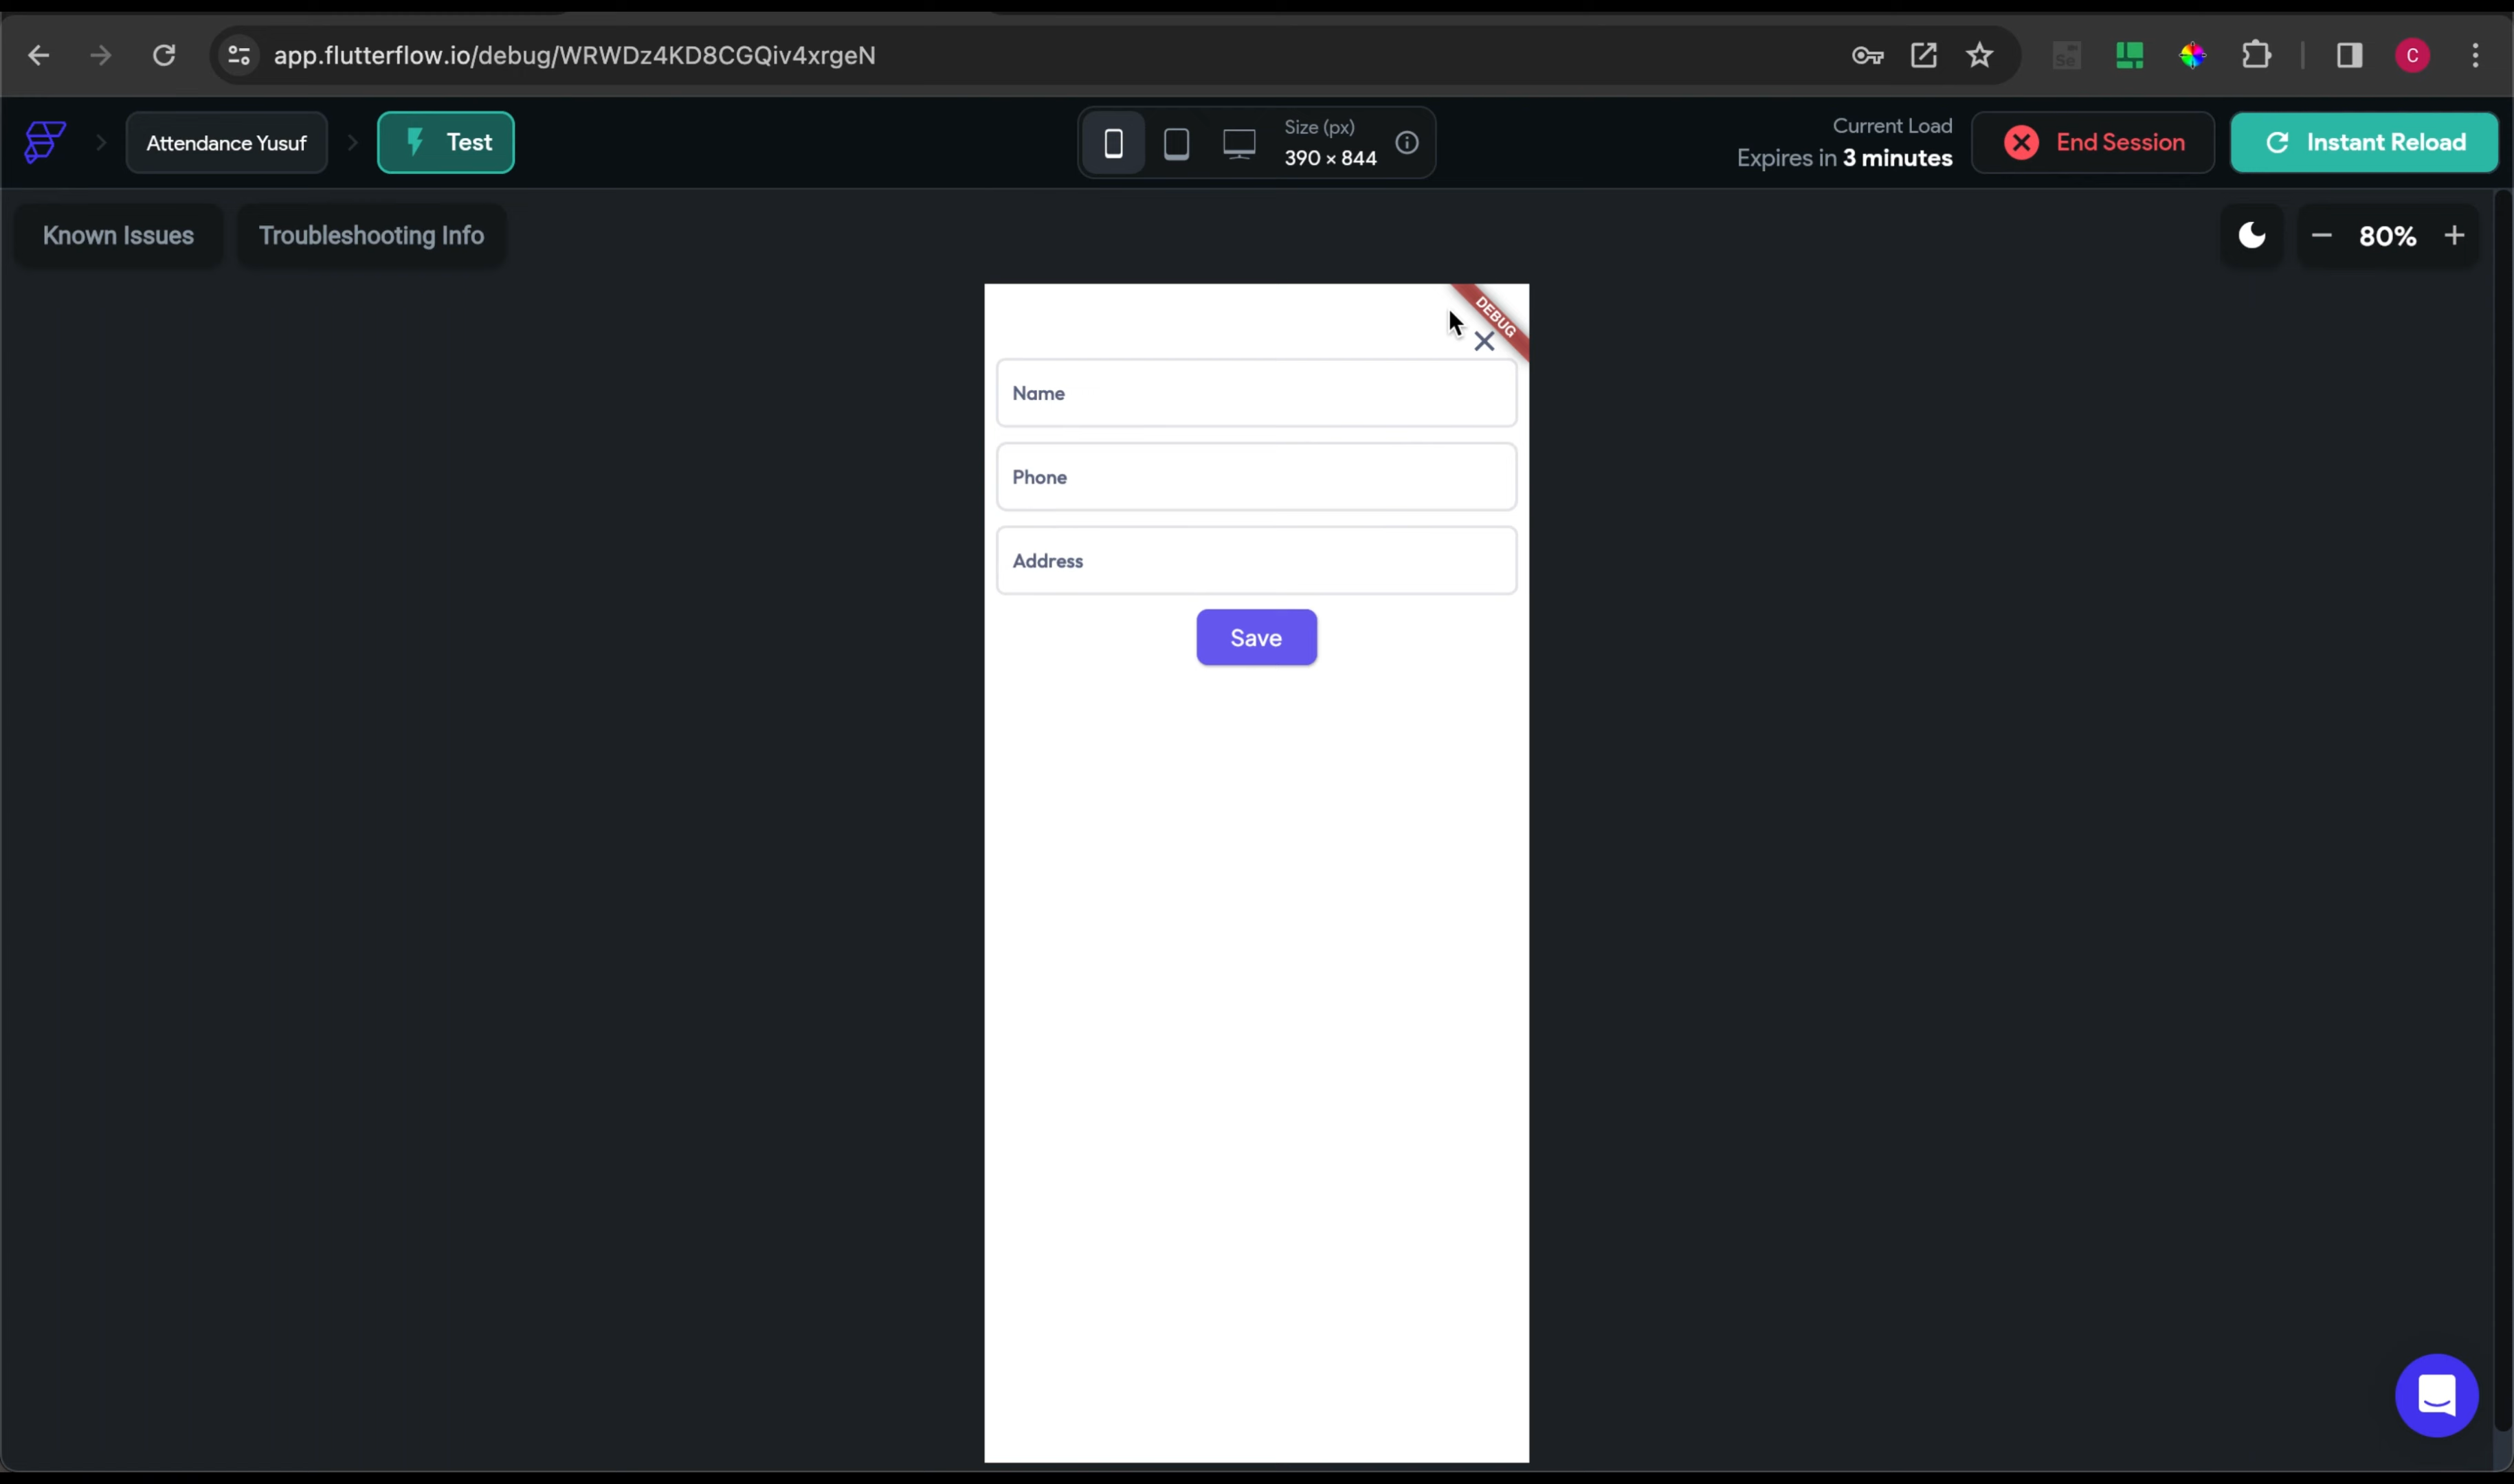 app.flutterflow.io/debug/WRWDz4KD8CGQiv4xrgeN
C
Attendance Yusuf
Test
Size (px)
390 × 844
Current Load
Expires in 3 minutes
End Session
Instant Reload
Known Issues
Troubleshooting Info
80%
DEBUG
Name
Phone
Address
Save